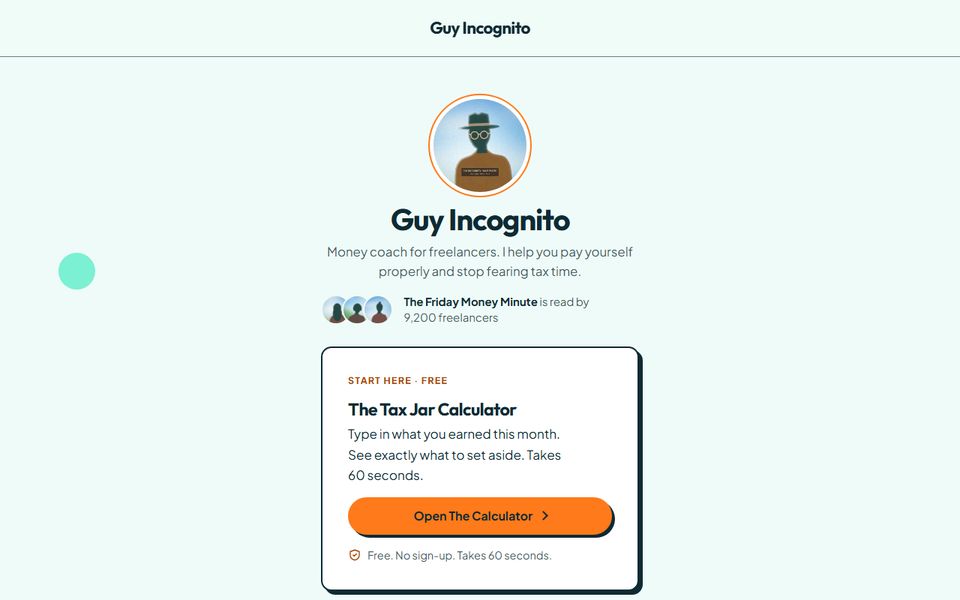 Guy Incognito
Guy Incognito
Money coach for freelancers. I help you pay yourself
properly and stop fearing tax time.
The Friday Money Minute is read by
9,200 freelancers
START HERE · FREE
The Tax Jar Calculator
Type in what you earned this month.
See exactly what to set aside. Takes
60 seconds.
Open The Calculator
Free. No sign-up. Takes 60 seconds.